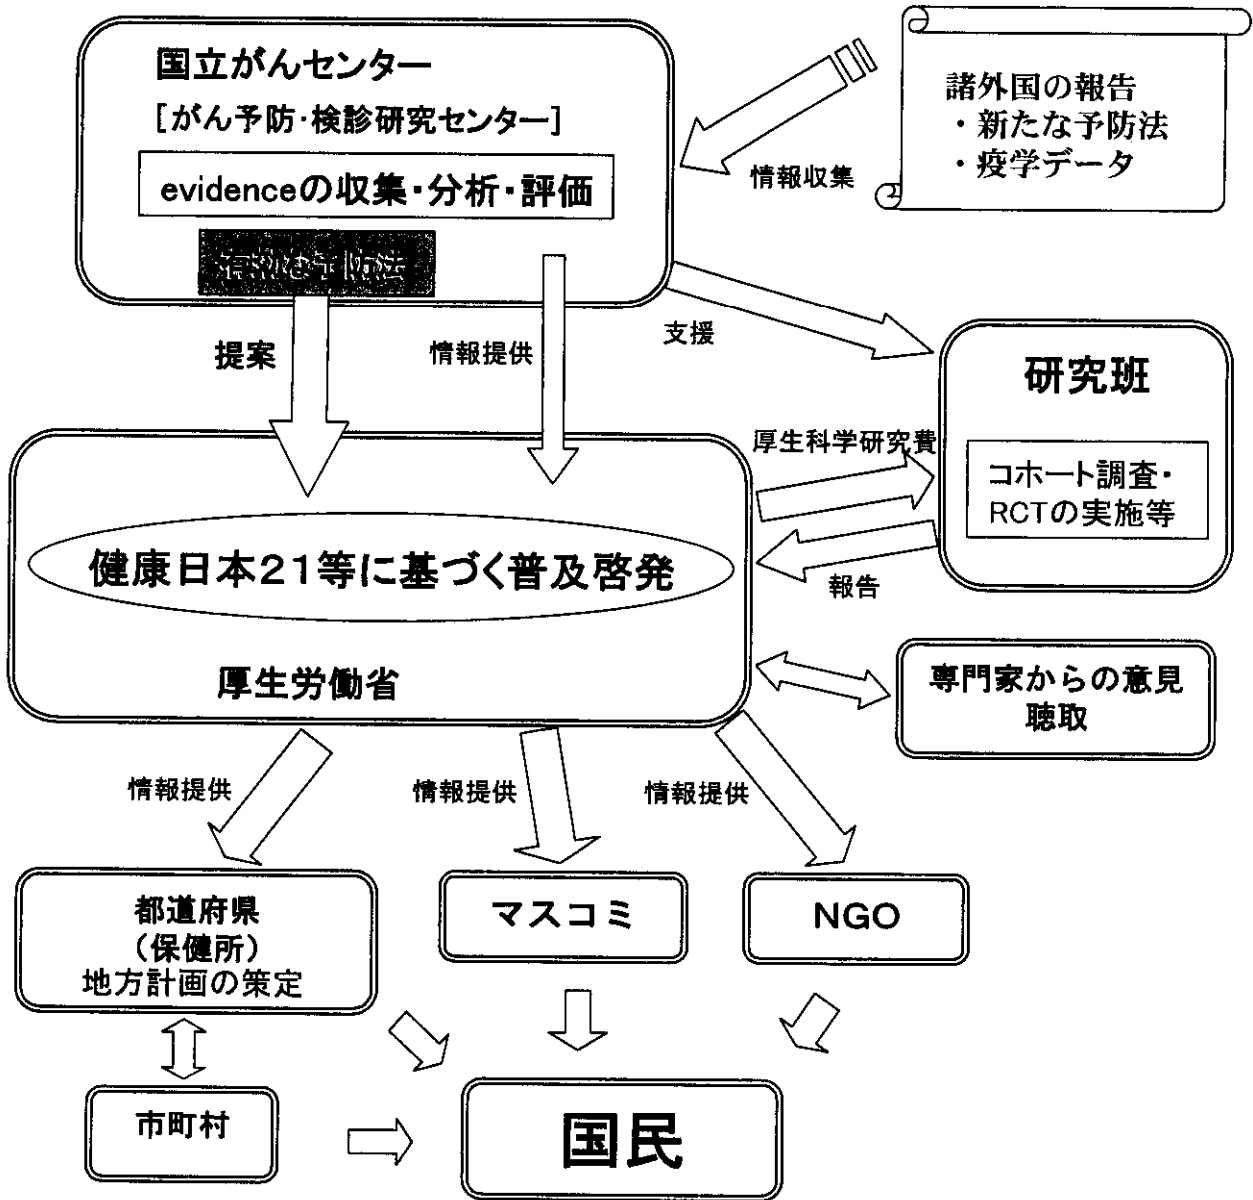 国立がんセンター
[がん予防・検診研究センター]
evidenceの収集・分析・評価
有効な予防法
諸外国の報告
・新たな予防法
・疫学データ
情報収集
提案
情報提供
支援
研究班
コホート調査・
RCTの実施等
厚生科学研究費
報告
健康日本21等に基づく普及啓発
厚生労働省
専門家からの意見
聴取
情報提供
情報提供
情報提供
都道府県
（保健所）
地方計画の策定
マスコミ
NGO
市町村
国民